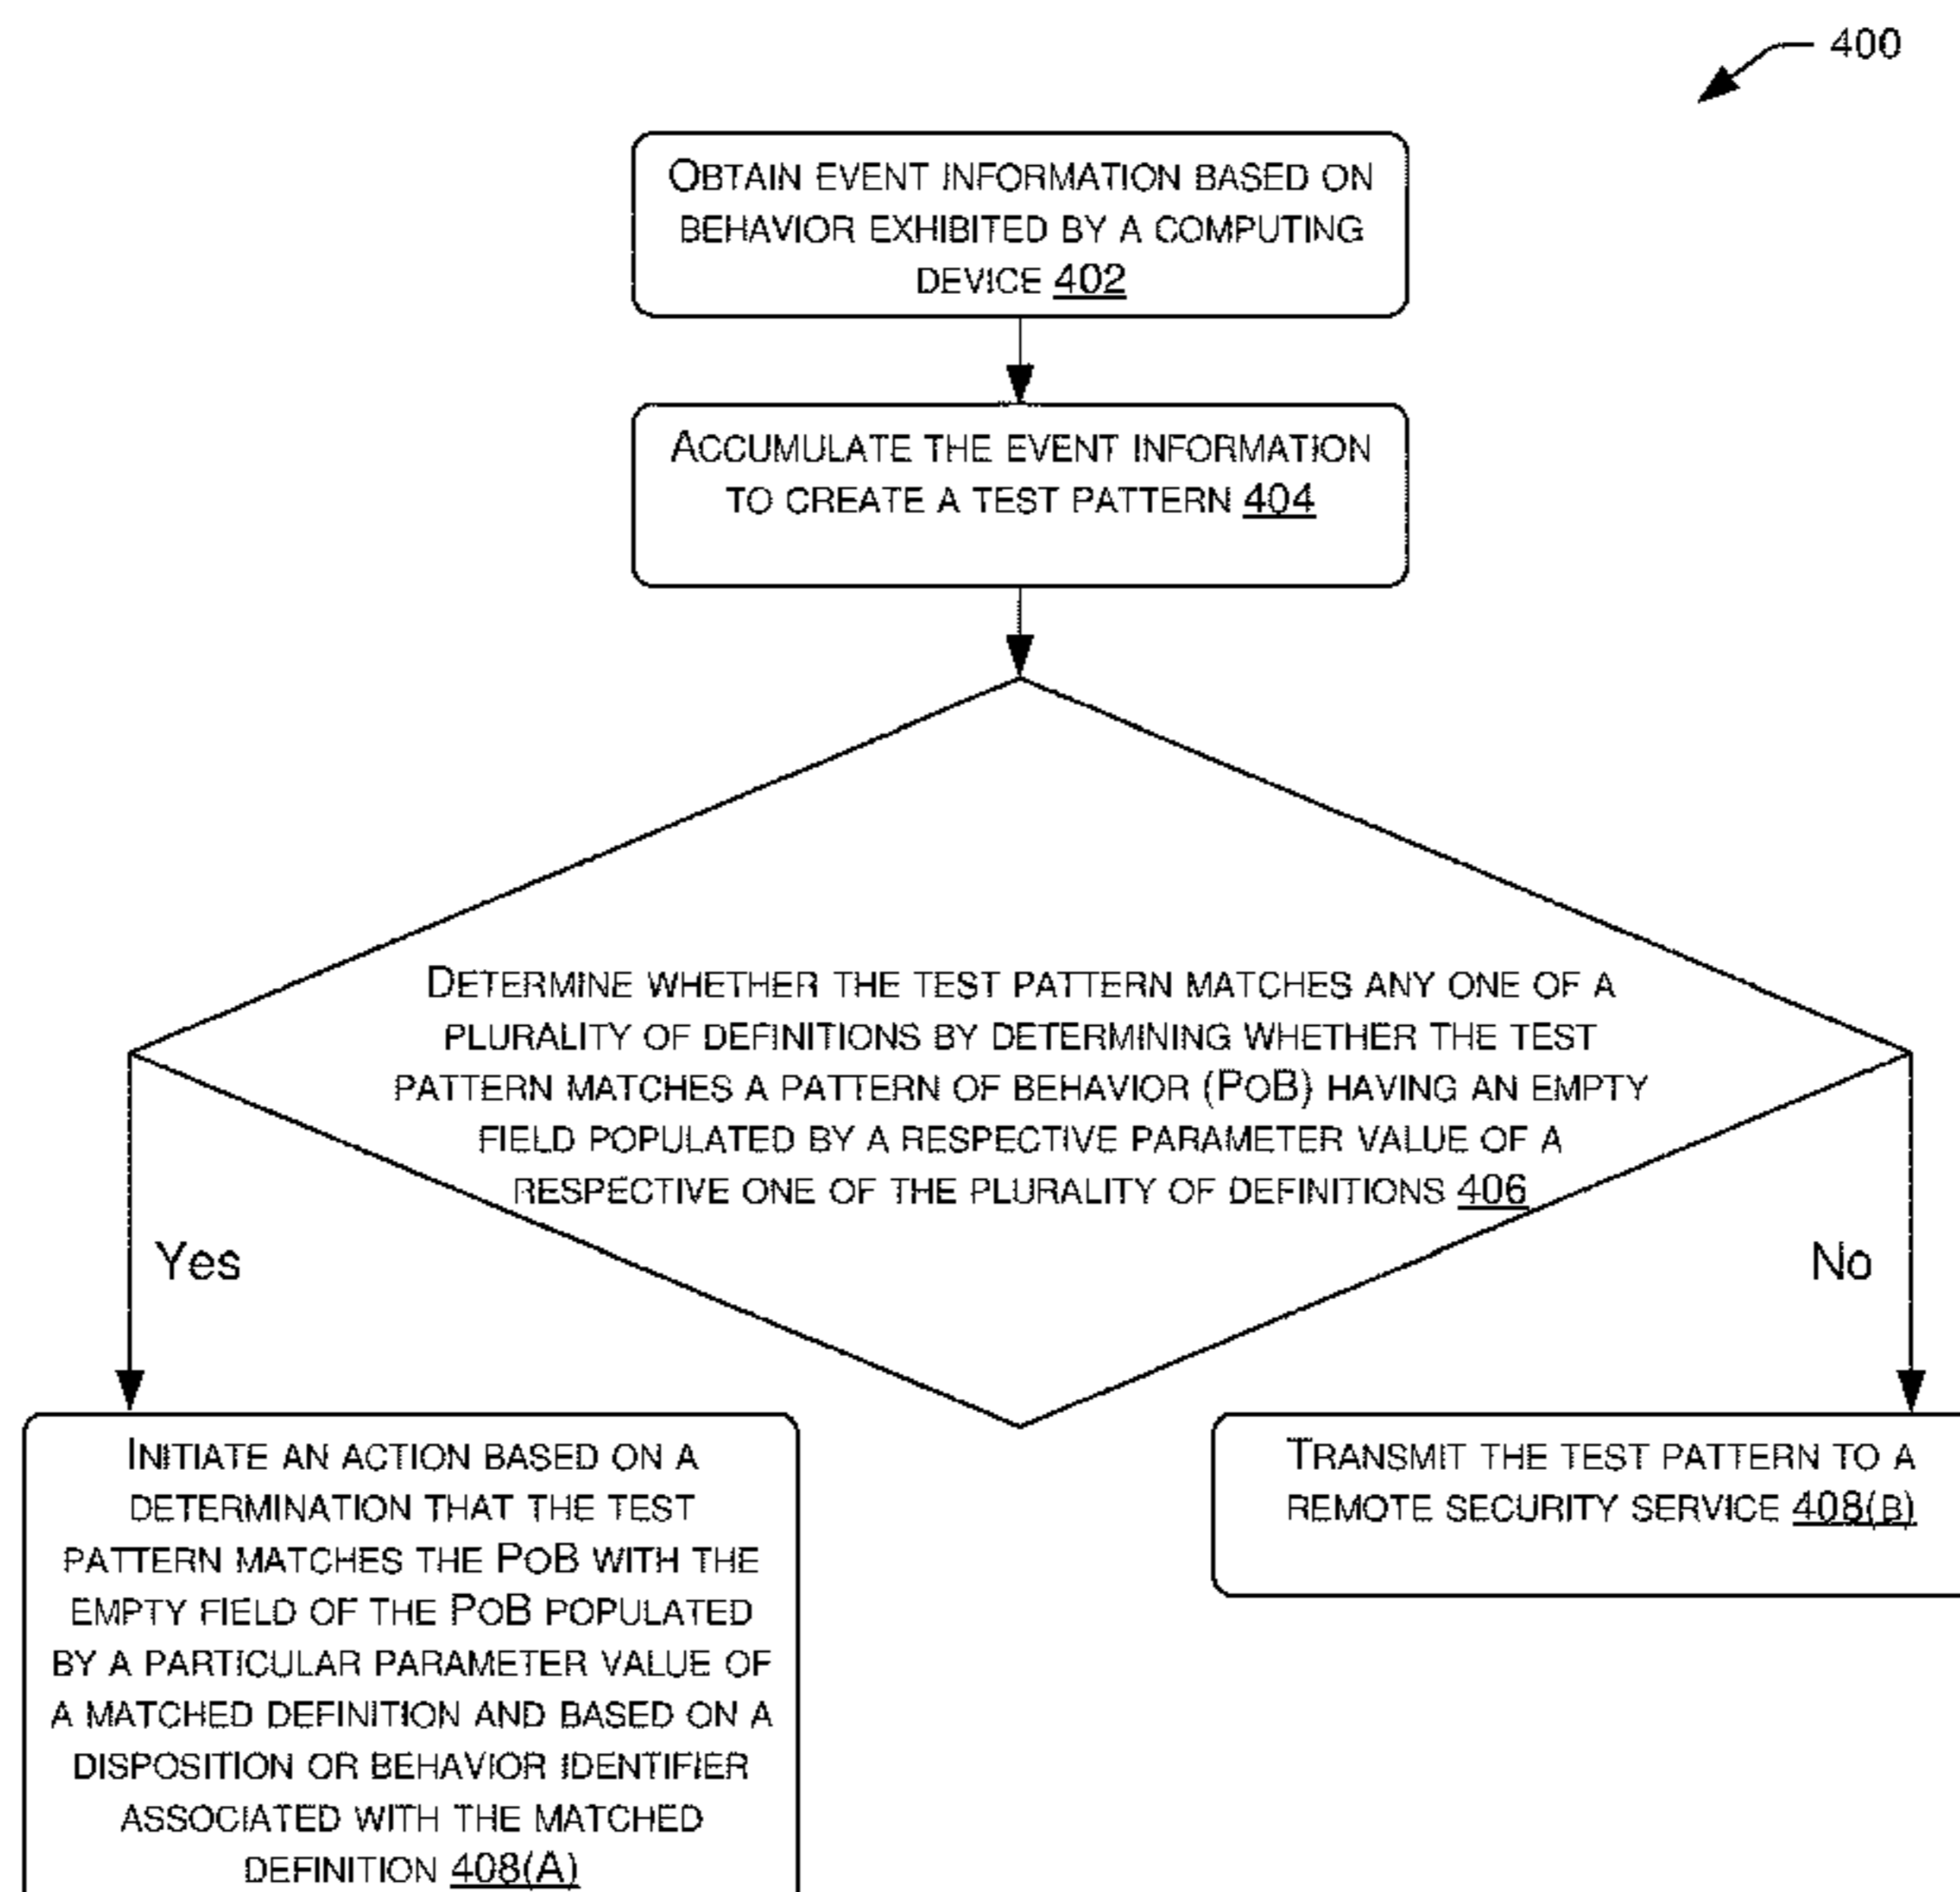 400
OBTAIN EVENT INFORMATION BASED ON
BEHAVIOR EXHIBITED BY A COMPUTING
DEVICE 402
ACCUMULATE THE EVENT INFORMATION
TO CREATE A TEST PATTERN 404
DETERMINE WHETHER THE TEST PATTERN MATCHES ANY ONE OF A
PLURALITY OF DEFINITIONS BY DETERMINING WHETHER THE TEST
PATTERN MATCHES A PATTERN OF BEHAVIOR (POB) HAVING AN EMPTY
FIELD POPULATED BY A RESPECTIVE PARAMETER VALUE OF A
RESPECTIVE ONE OF THE PLURALITY OF DEFINITIONS 406
Yes
No
INITIATE AN ACTION BASED ON A
DETERMINATION THAT THE TEST
PATTERN MATCHES THE POB WITH THE
EMPTY FIELD OF THE POB POPULATED
BY A PARTICULAR PARAMETER VALUE OF
A MATCHED DEFINITION AND BASED ON A
DISPOSITION OR BEHAVIOR IDENTIFIER
ASSOCIATED WITH THE MATCHED
DEFINITION 408(A)
TRANSMIT THE TEST PATTERN TO A
REMOTE SECURITY SERVICE 408(B)